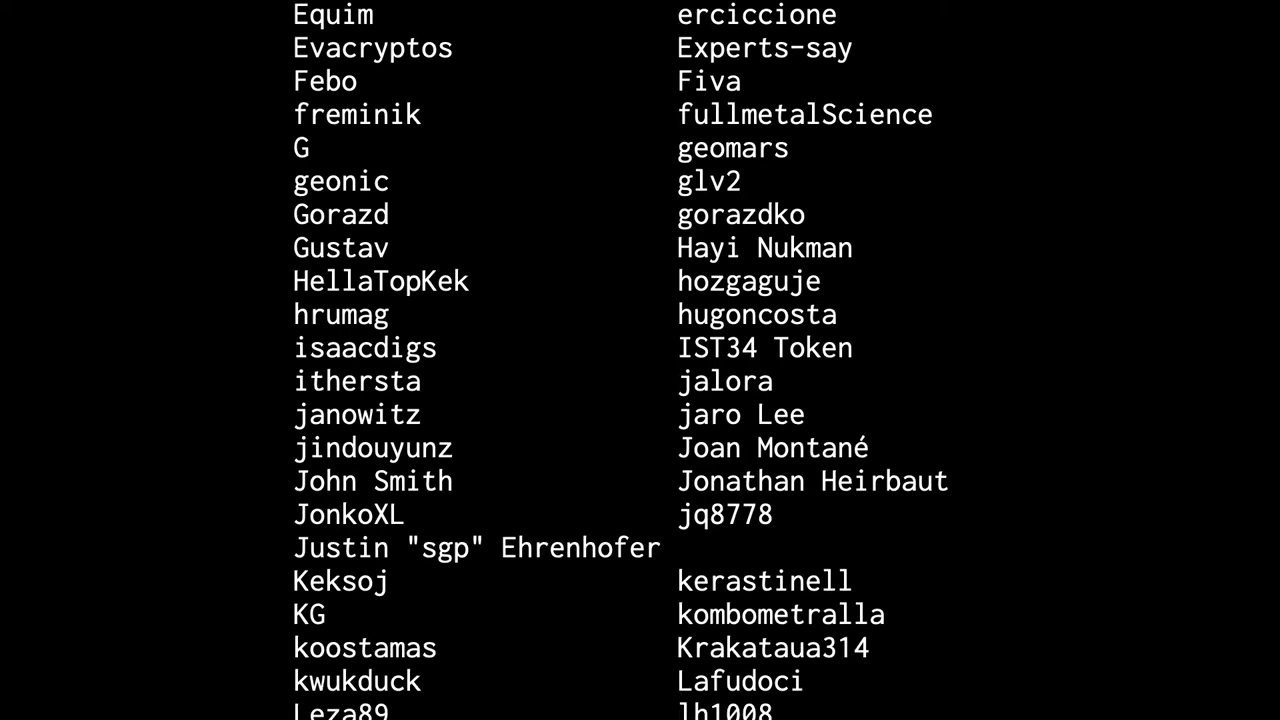 Equim erciccione
Evacryptos Experts-say
Febo Fiva
freminik fullmetalScience
G geomars
geonic glv2
Gorazd gorazdko
Gustav Hayi Nukman
HellaTopKek hozgaguje
hrumag hugoncosta
isaacdigs IST34 Token
ithersta jalora
janowitz jaro Lee
jindouyunz Joan Montané
John Smith Jonathan Heirbaut
JonkoXL jq8778
Justin "sgp" Ehrenhofer
Keksoj kerastinell
KG kombometralla
koostamas Krakataua314
kwukduck Lafudoci
Leza89 lh1008